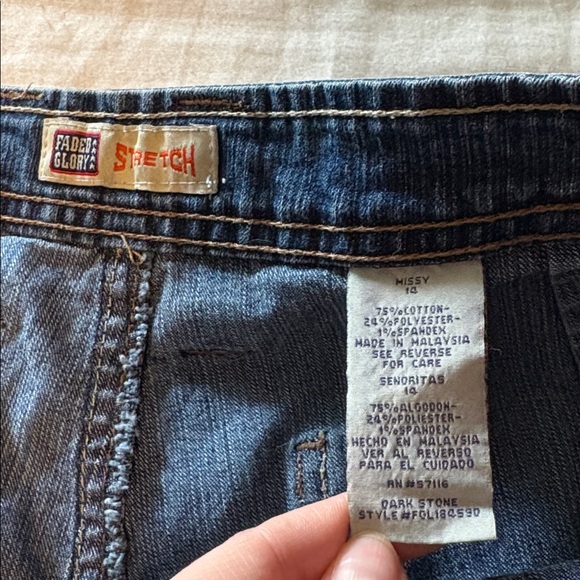 FADED
GLORY
STRETCH
MISSY
14
75%COTTON-
24%POLYESTER-
1%SPANDEX
MADE IN MALAYSIA
SEE REVERSE
FOR CARE
SENORITAS
14
75%ALGODON-
24%POLIESTER-
1%SPANDEX
HECHO EN MALAYSIA
VER AL REVERSO
PARA EL CUIDADO
RN#57116
DARK STONE
STYLE#FGL184590